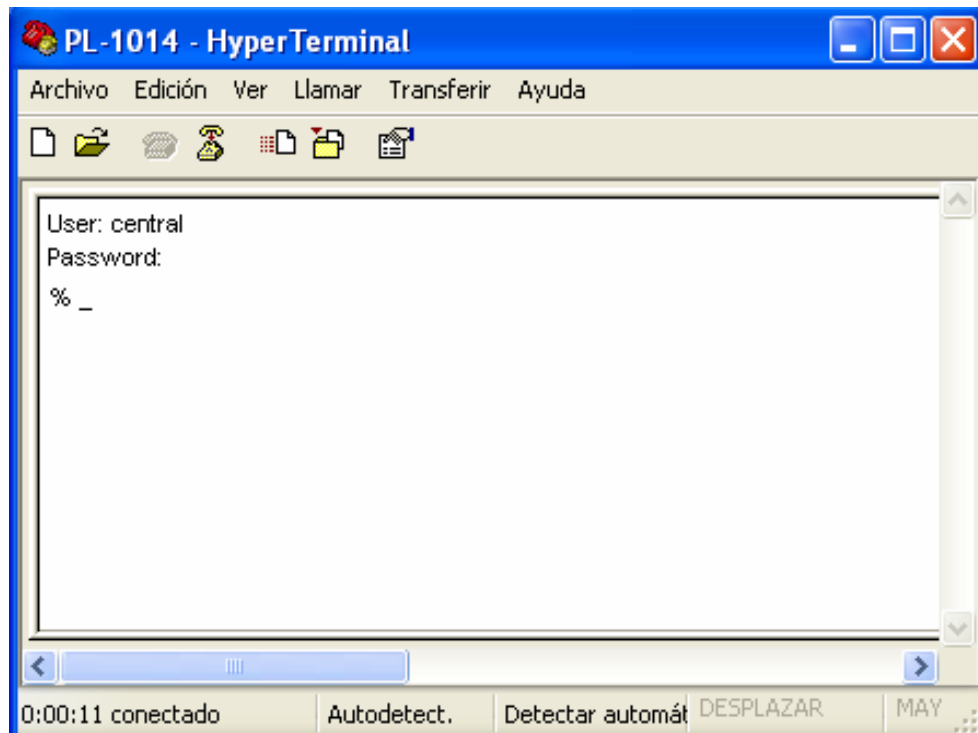 PL-1014 - HyperTerminal
Archivo Edición Ver Llamar Transferir Ayuda
User: central
Password:
% _
0:00:11 conectado Autodetect. Detectar automát DESPLAZAR MAY